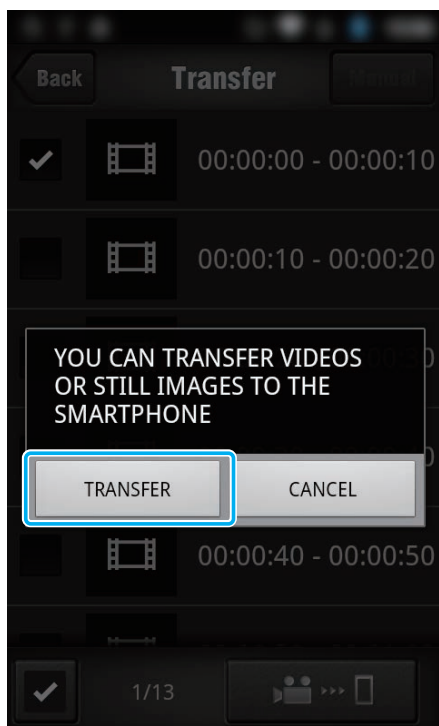 Back Transfer Manual
00:00:00 - 00:00:10
00:00:10 - 00:00:20
YOU CAN TRANSFER VIDEOS
OR STILL IMAGES TO THE
SMARTPHONE
TRANSFER CANCEL
00:00:40 - 00:00:50
1/13